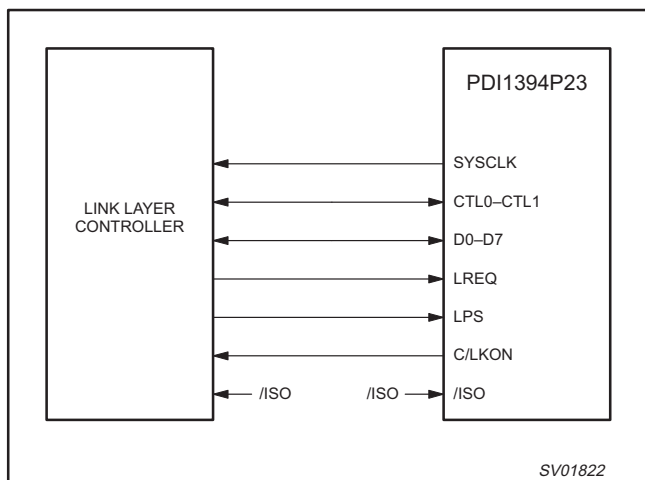 PDI1394P23
LINK LAYER
CONTROLLER
SYSCLK
CTL0–CTL1
D0–D7
LREQ
LPS
C/LKON
/ISO /ISO /ISO
SV01822